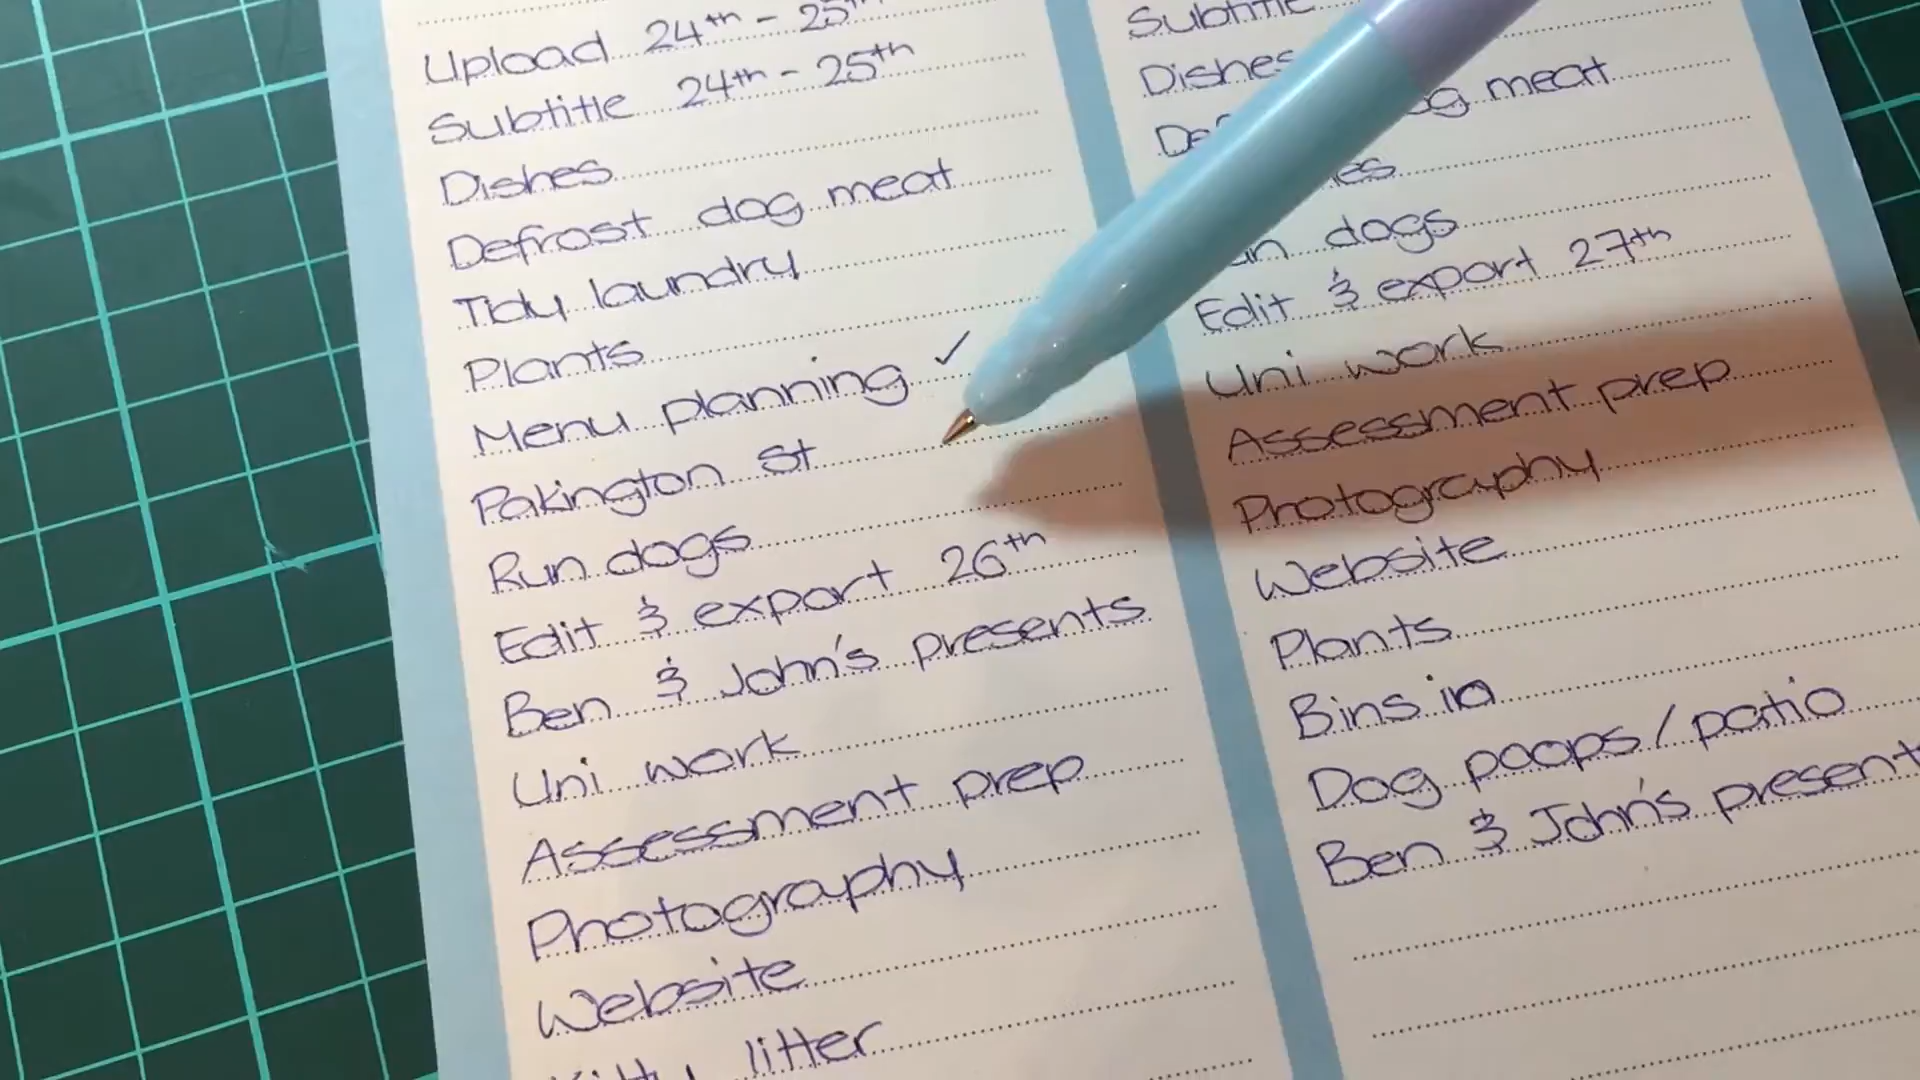 Upload 24th - 25th
Subtitle 24th - 25th
Dishes
Defrost dog meat
Tidy laundry
Plants
Menu planning ✓
Pakington St
Run dogs
Edit & export 26th
Ben & John's presents
Uni work
Assessment prep
Photography
Website
litter
Subtitle
Dishes
meat
dogs
Edit & export 27th
Uni work
Assessment prep
Photography
Website
Plants
Bins in
Dog poops / patio
Ben & John's present